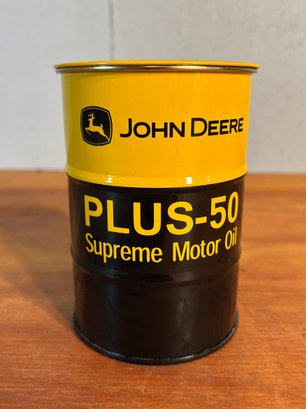 JOHN DEERE
PLUS-50
Supreme Motor Oil